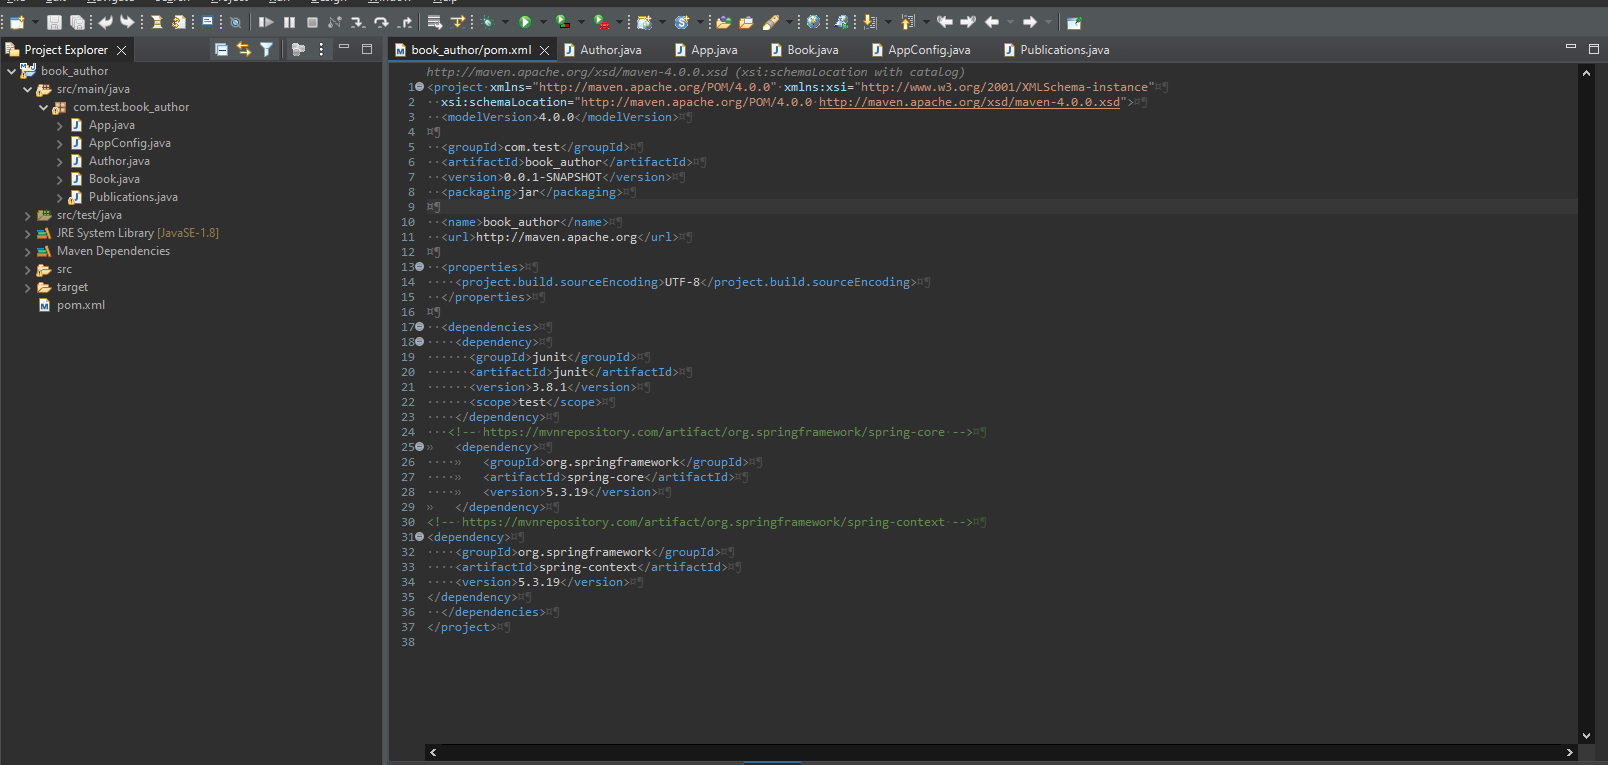 Project Explorer
book_author
src/main/java
com.test.book_author
App.java
AppConfig.java
Author.java
Book.java
Publications.java
src/test/java
JRE System Library [JavaSE-1.8]
Maven Dependencies
src
target
pom.xml
book_author/pom.xml
Author.java
App.java
Book.java
AppConfig.java
Publications.java
http://maven.apache.org/xsd/maven-4.0.0.xsd (xsi:schemaLocation with catalog)
1 <project xmlns="http://maven.apache.org/POM/4.0.0" xmlns:xsi="http://www.w3.org/2001/XMLSchema-instance"
2 xsi:schemaLocation="http://maven.apache.org/POM/4.0.0 http://maven.apache.org/xsd/maven-4.0.0.xsd">
3 <modelVersion>4.0.0</modelVersion>
4
5 <groupId>com.test</groupId>
6 <artifactId>book_author</artifactId>
7 <version>0.0.1-SNAPSHOT</version>
8 <packaging>jar</packaging>
9
10 <name>book_author</name>
11 <url>http://maven.apache.org</url>
12
13 <properties>
14 <project.build.sourceEncoding>UTF-8</project.build.sourceEncoding>
15 </properties>
16
17 <dependencies>
18 <dependency>
19 <groupId>junit</groupId>
20 <artifactId>junit</artifactId>
21 <version>3.8.1</version>
22 <scope>test</scope>
23 </dependency>
24 <!-- https://mvnrepository.com/artifact/org.springframework/spring-core -->
25 <dependency>
26 <groupId>org.springframework</groupId>
27 <artifactId>spring-core</artifactId>
28 <version>5.3.19</version>
29 </dependency>
30 <!-- https://mvnrepository.com/artifact/org.springframework/spring-context -->
31 <dependency>
32 <groupId>org.springframework</groupId>
33 <artifactId>spring-context</artifactId>
34 <version>5.3.19</version>
35 </dependency>
36 </dependencies>
37 </project>
38